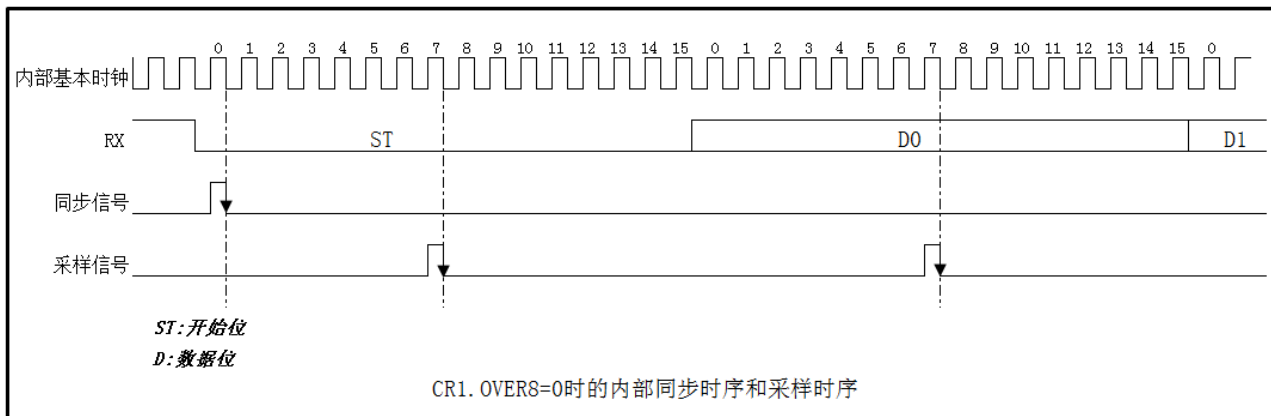 0 1 2 3 4 5 6 7 8 9 10 11 12 13 14 15 0 1 2 3 4 5 6 7 8 9 10 11 12 13 14 15 0
内部基本时钟
RX ST D0 D1
同步信号
采样信号
ST:开始位
D:数据位
CR1.OVER8=0时的内部同步时序和采样时序